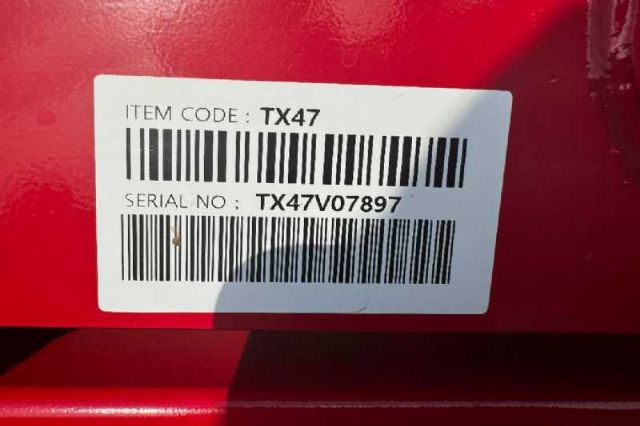 ITEM CODE : TX47
SERIAL NO : TX47V07897